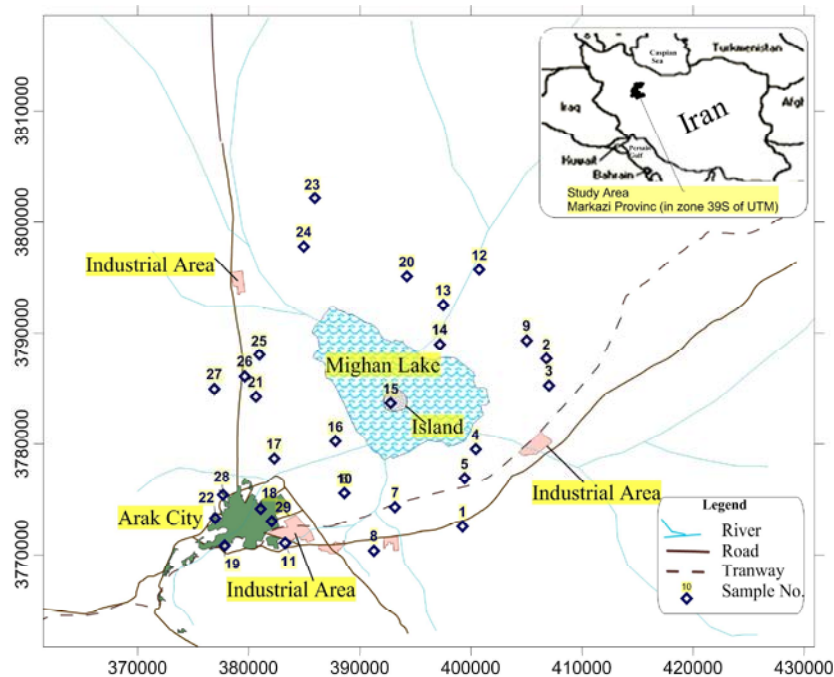 Caspian
Sea
Turkmenistan
Iraq
Iran
Afgh
Persain
Gulf
Kuwait
Bahrain
Study Area
Markazi Provinc (in zone 39S of UTM)
3810000
3800000
3790000
3780000
3770000
23
24
Industrial Area
20
12
13
14
9
2
3
25
26
27
21
Mighan Lake
15
Island
16
4
17
5
28
22
18
29
Arak City
7
1
8
19
11
Industrial Area
Industrial Area
Legend
River
Road
Tranway
10
Sample No.
370000
380000
390000
400000
410000
420000
430000